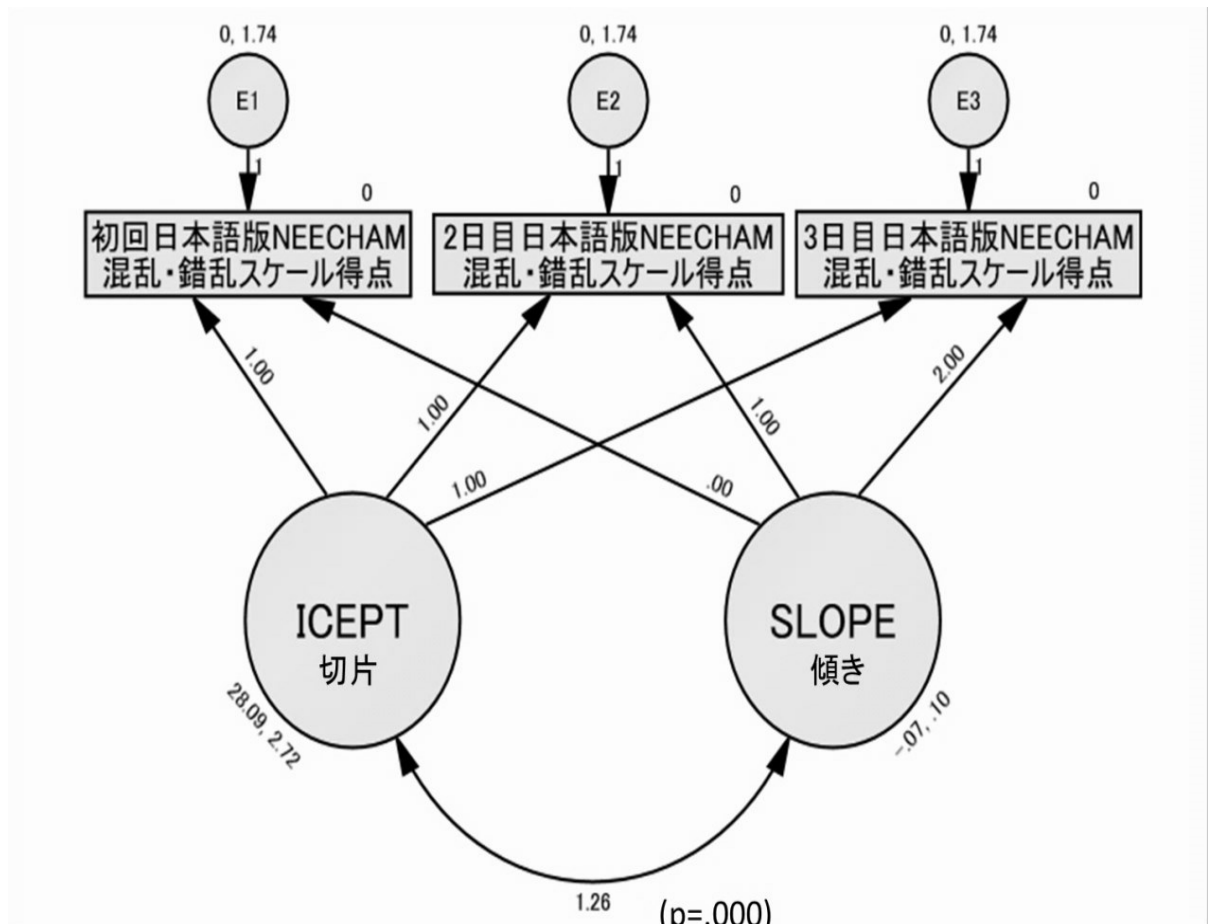 0, 1.74
0, 1.74
0, 1.74
E1
E2
E3
1
1
1
0
0
0
初回日本語版NEECHAM
混乱・錯乱スケール得点
2日目日本語版NEECHAM
混乱・錯乱スケール得点
3日目日本語版NEECHAM
混乱・錯乱スケール得点
1.00
1.00
1.00
.00
1.00
2.00
ICEPT
切片
SLOPE
傾き
28.09, 2.72
-.07, .10
1.26
(p=.000)